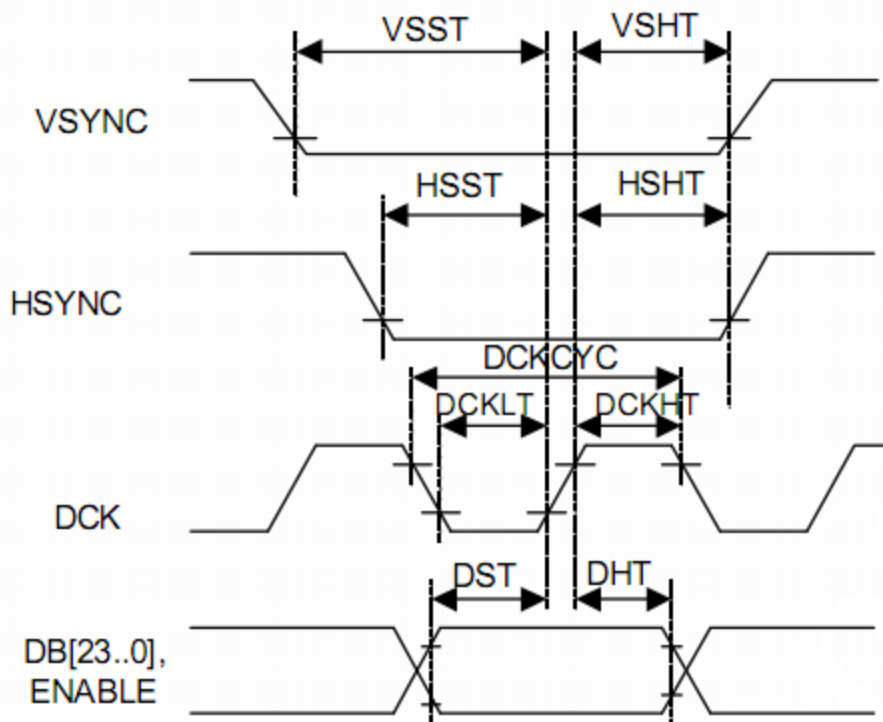 VSST VSHT
VSYNC
HSST HSHT
HSYNC
DCKCYC
DCKLT DCKHT
DCK
DST DHT
DB[23..0],
ENABLE